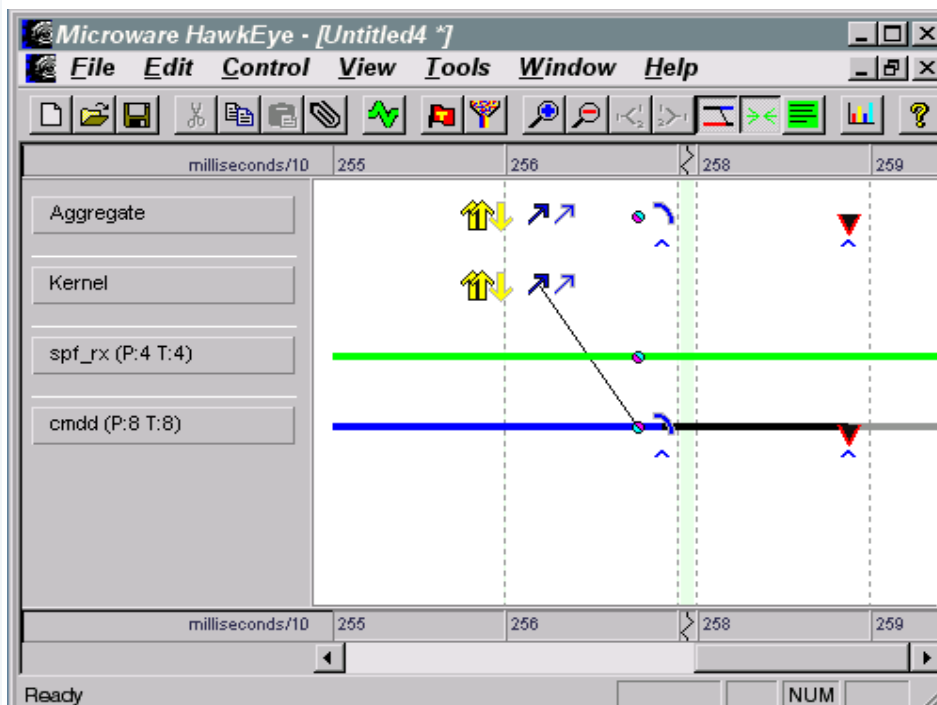 Microware HawkEye - [Untitled4 *]
File Edit Control View Tools Window Help
milliseconds/10 255 256 258 259
Aggregate
Kernel
spf_rx (P:4 T:4)
cmdd (P:8 T:8)
milliseconds/10 255 256 258 259
Ready NUM